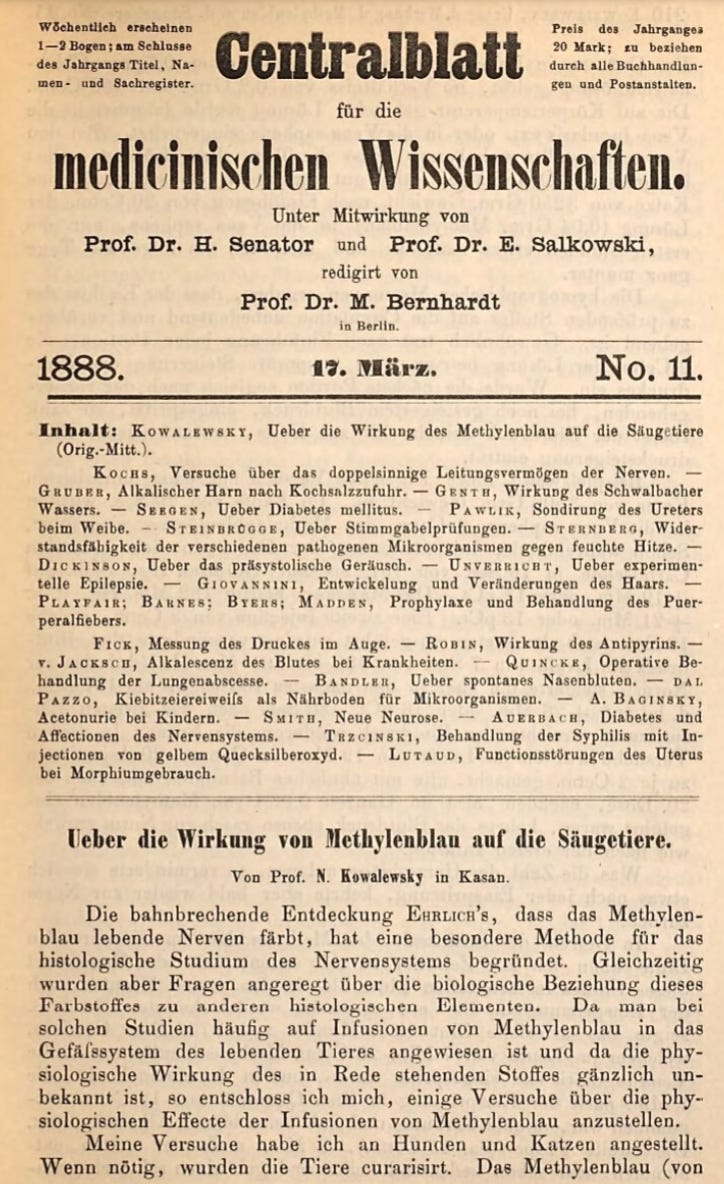 Wöchentlich erscheinen
1—2 Bogen; am Schlusse
des Jahrgangs Titel, Na-
men- und Sachregister.
Preis des Jahrganges
20 Mark; zu beziehen
durch alle Buchhandlun-
gen und Postanstalten.
Centralblatt
für die
medicinischen Wissenschaften.
Unter Mitwirkung von
Prof. Dr. H. Senator und Prof. Dr. E. Salkowski,
redigirt von
Prof. Dr. M. Bernhardt
in Berlin.
1888. 17. März. No. 11.
Inhalt: Kowalewsky, Ueber die Wirkung des Methylenblau auf die Säugetiere
(Orig.-Mitt.).
Kochs, Versuche über das doppelsinnige Leitungsvermögen der Nerven. —
Gruber, Alkalischer Harn nach Kochsalzzufuhr. — Genth, Wirkung des Schwalbacher
Wassers. — Seegen, Ueber Diabetes mellitus. — Pawlik, Sondirung des Ureters
beim Weibe. — Steinbrügge, Ueber Stimmgabelprüfungen. — Sternberg, Wider-
standsfähigkeit der verschiedenen pathogenen Mikroorganismen gegen feuchte Hitze. —
Dickinson, Ueber das präsystolische Geräusch. — Unverricht, Ueber experimen-
telle Epilepsie. — Giovannini, Entwickelung und Veränderungen des Haars. —
Playfair; Barnes; Byers; Madden, Prophylaxe und Behandlung des Puer-
peralfiebers.
Fick, Messung des Druckes im Auge. — Robin, Wirkung des Antipyrins. —
v. Jacksch, Alkalescenz des Blutes bei Krankheiten. — Quincke, Operative Be-
handlung der Lungenabscesse. — Bandler, Ueber spontanes Nasenbluten. — dal
Pazzo, Kiebitzeiereiweifs als Nährboden für Mikroorganismen. — A. Baginsky,
Acetonurie bei Kindern. — Smith, Neue Neurose. — Auerbach, Diabetes und
Affectionen des Nervensystems. — Trzcinski, Behandlung der Syphilis mit In-
jectionen von gelbem Quecksilberoxyd. — Lutaud, Functionsstörungen des Uterus
bei Morphiumgebrauch.
Ueber die Wirkung von Methylenblau auf die Säugetiere.
Von Prof. N. Kowalewsky in Kasan.
Die bahnbrechende Entdeckung Ehrlich's, dass das Methylen-
blau lebende Nerven färbt, hat eine besondere Methode für das
histologische Studium des Nervensystems begründet. Gleichzeitig
wurden aber Fragen angeregt über die biologische Beziehung dieses
Farbstoffes zu anderen histologischen Elementen. Da man bei
solchen Studien häufig auf Infusionen von Methylenblau in das
Gefäfssystem des lebenden Tieres angewiesen ist und da die phy-
siologische Wirkung des in Rede stehenden Stoffes gänzlich un-
bekannt ist, so entschloss ich mich, einige Versuche über die phy-
siologischen Effecte der Infusionen von Methylenblau anzustellen.
Meine Versuche habe ich an Hunden und Katzen angestellt.
Wenn nötig, wurden die Tiere curarisirt. Das Methylenblau (von